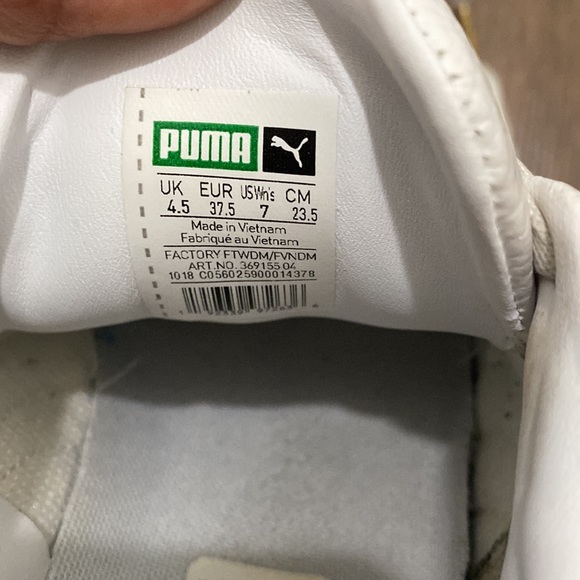 PUMA
UK EUR US Wn's CM
4.5 37.5 7 23.5
Made in Vietnam
Fabriqué au Vietnam
FACTORY FTWDM/FVNDM
ART.NO. 369155 04
1018 C056025900014378